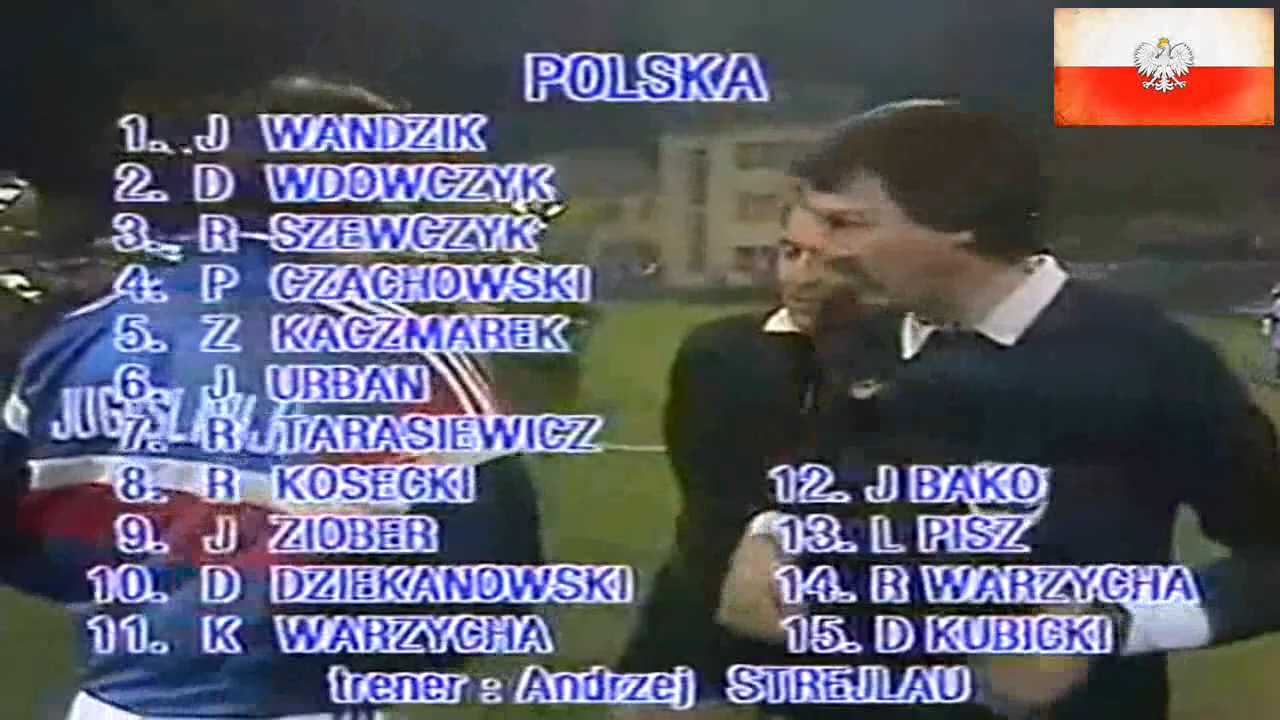 POLSKA
1. J WANDZIK
2. D WDOWCZYK
3. R SZEWCZYK
4. P CZACHOWSKI
5. Z KACZMAREK
6. J URBAN
7. R TARASIEWICZ
8. R KOSECKI
9. J ZIOBER
10. D DZIEKANOWSKI
11. K WARZYCHA
12. J BAKO
13. L PISZ
14. R WARZYCHA
15. D KUBICKI
trener : Andrzej STREJLAU